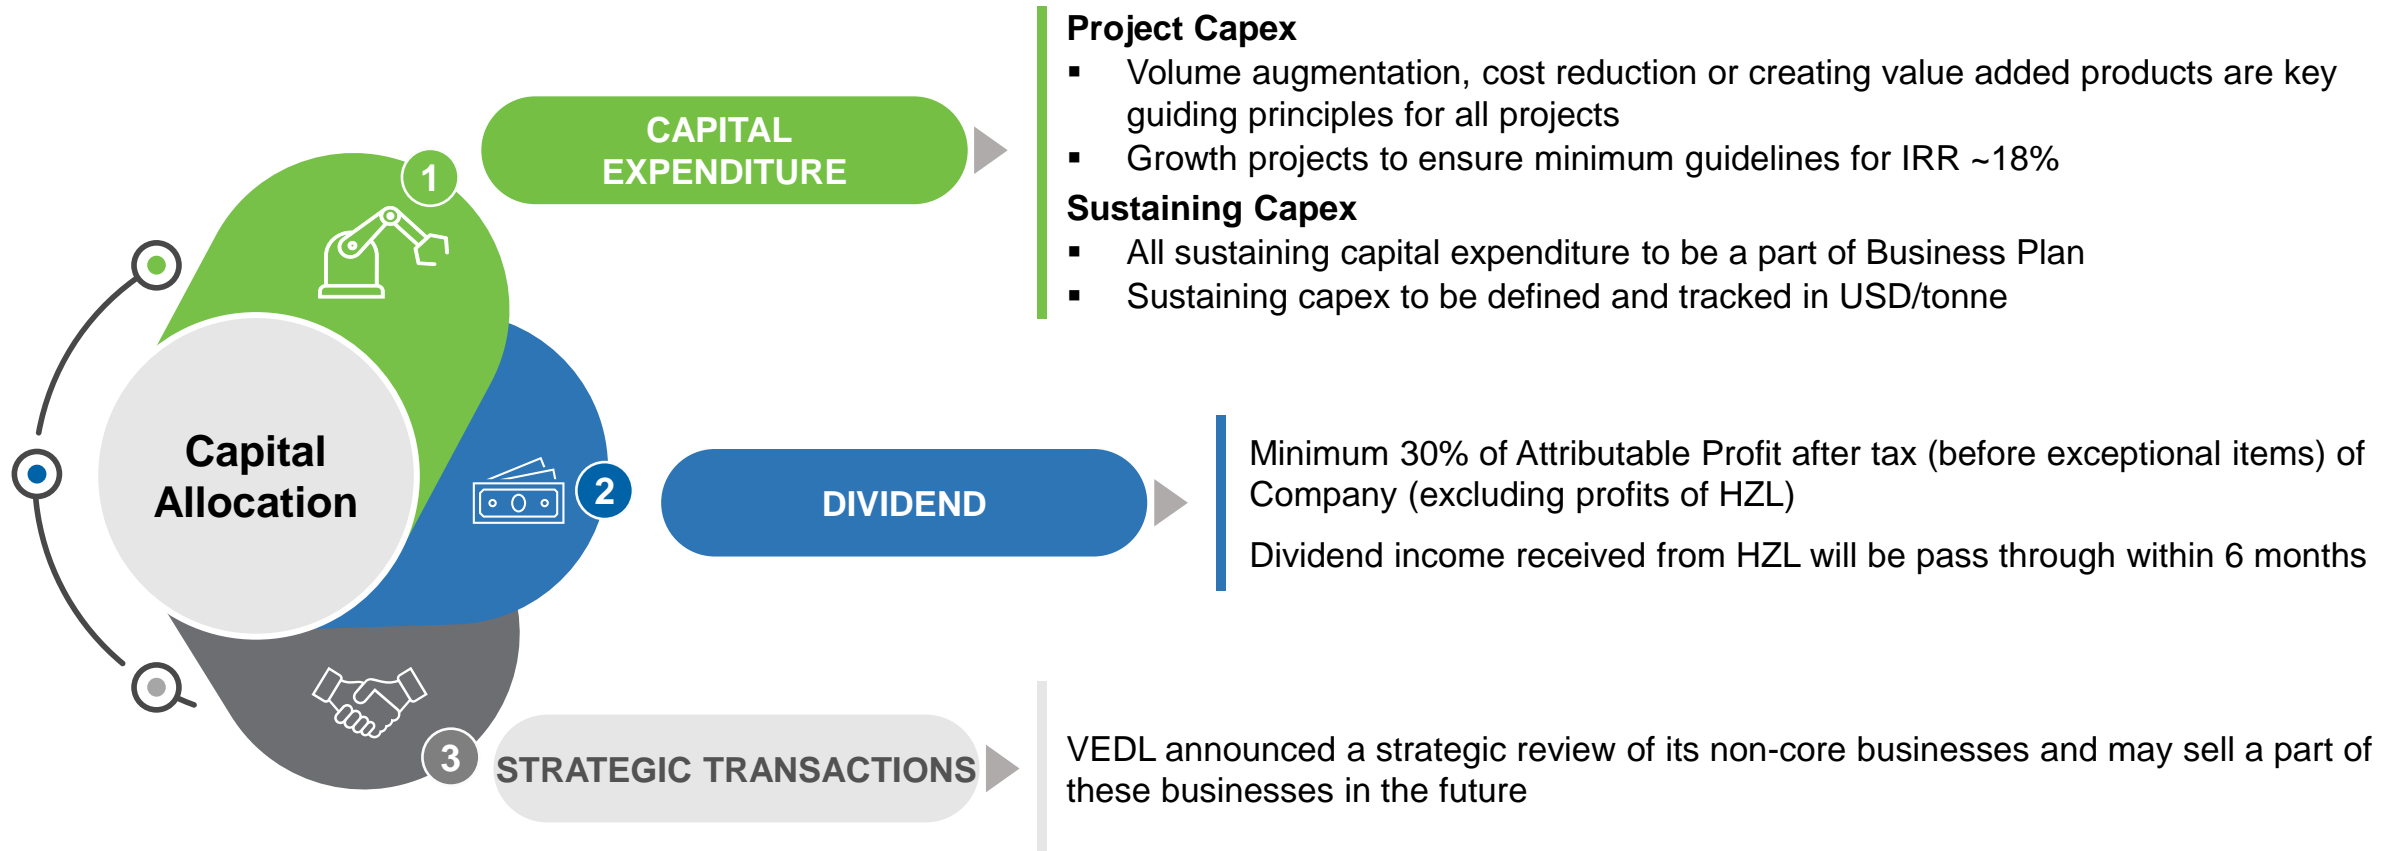 Capital
Allocation
1
CAPITAL
EXPENDITURE
Project Capex
▪ Volume augmentation, cost reduction or creating value added products are key
guiding principles for all projects
▪ Growth projects to ensure minimum guidelines for IRR ~18%
Sustaining Capex
▪ All sustaining capital expenditure to be a part of Business Plan
▪ Sustaining capex to be defined and tracked in USD/tonne
2
DIVIDEND
Minimum 30% of Attributable Profit after tax (before exceptional items) of
Company (excluding profits of HZL)
Dividend income received from HZL will be pass through within 6 months
3
STRATEGIC TRANSACTIONS
VEDL announced a strategic review of its non-core businesses and may sell a part of
these businesses in the future